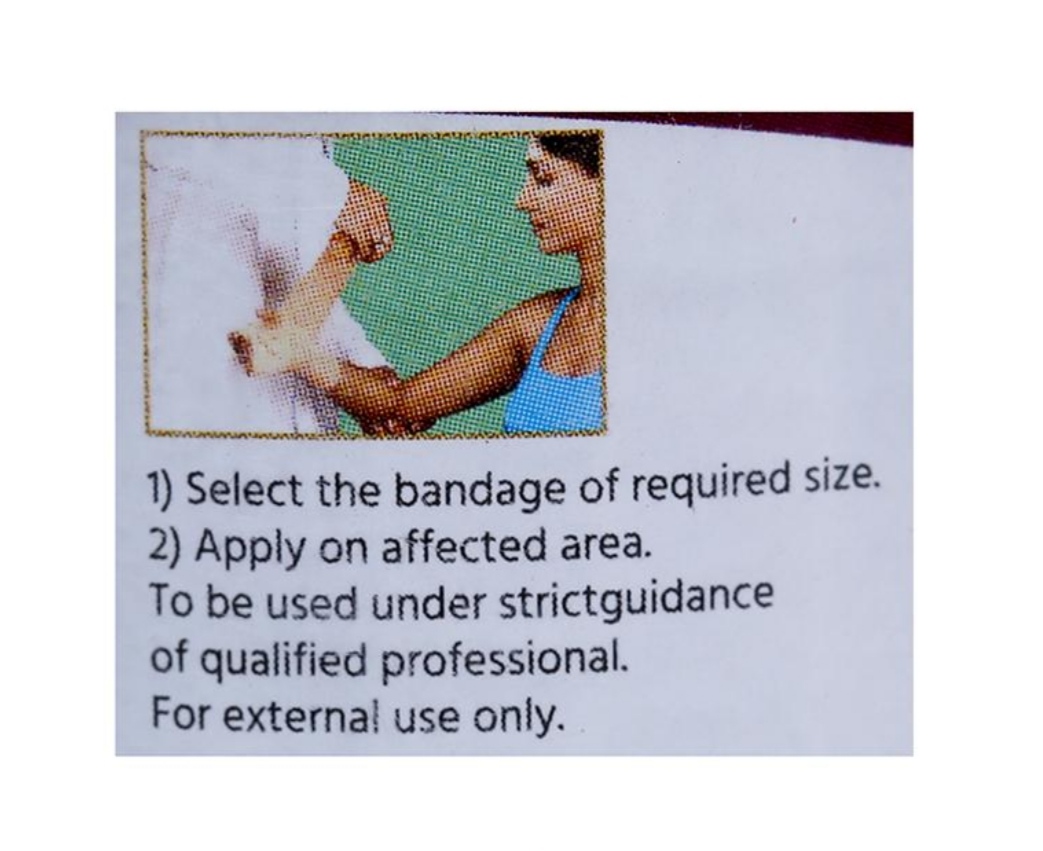 1) Select the bandage of required size.
2) Apply on affected area.
To be used under strictguidance
of qualified professional.
For external use only.